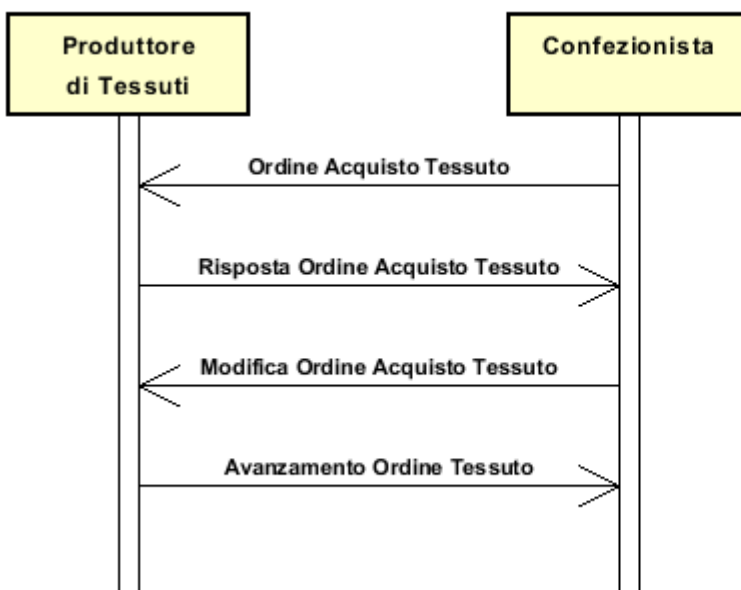 Produttore
di Tessuti
Confezionista
Ordine Acquisto Tessuto
Risposta Ordine Acquisto Tessuto
Modifica Ordine Acquisto Tessuto
Avanzamento Ordine Tessuto